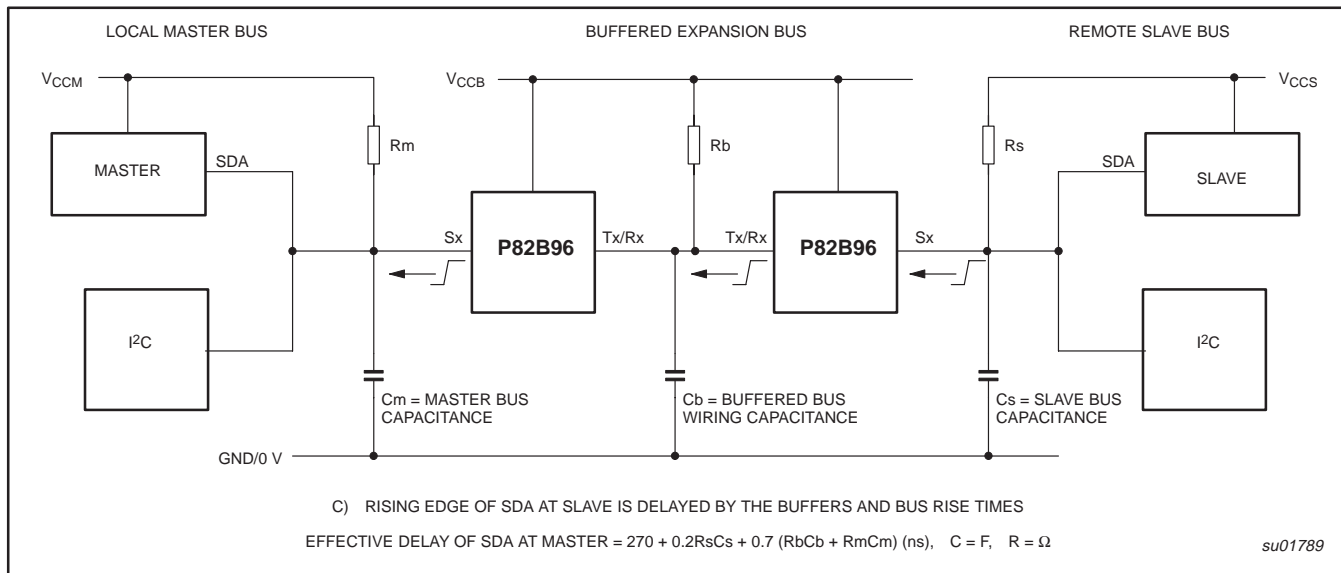 LOCAL MASTER BUS
BUFFERED EXPANSION BUS
REMOTE SLAVE BUS
VCCM
VCCB
VCCS
Rm
Rb
Rs
MASTER
SDA
SDA
SLAVE
Sx
P82B96
Tx/Rx
Tx/Rx
P82B96
Sx
I2C
I2C
Cm = MASTER BUS
CAPACITANCE
Cb = BUFFERED BUS
WIRING CAPACITANCE
Cs = SLAVE BUS
CAPACITANCE
GND/0 V
C) RISING EDGE OF SDA AT SLAVE IS DELAYED BY THE BUFFERS AND BUS RISE TIMES
EFFECTIVE DELAY OF SDA AT MASTER = 270 + 0.2RsCs + 0.7 (RbCb + RmCm) (ns), C = F, R = Ω
su01789